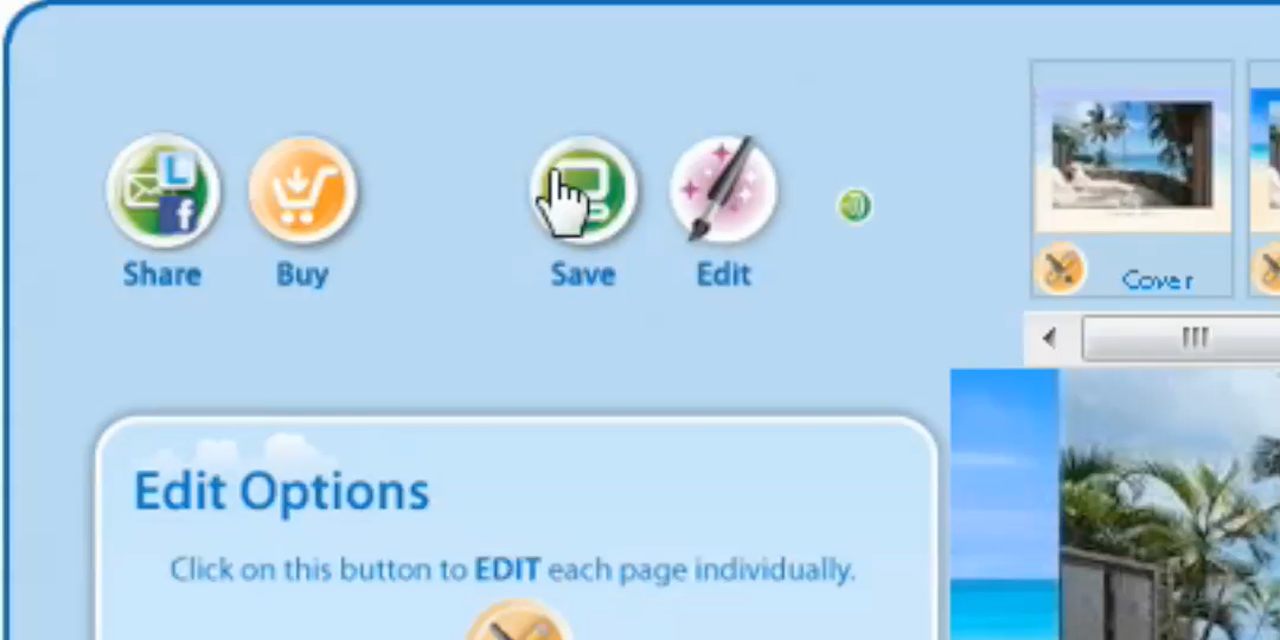 Share
Buy
Save
Edit
Cover
Edit Options
Click on this button to EDIT each page individually.